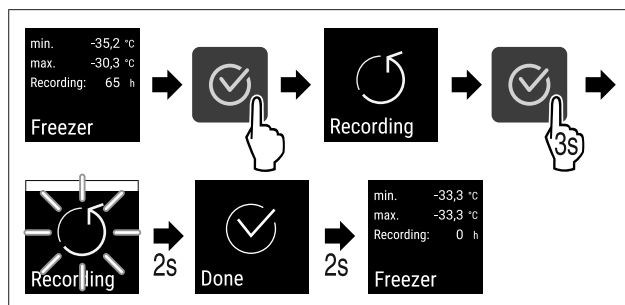 min. -35,2 °C
max. -30,3 °C
Recording: 65 h
Freezer
Recording
3s
Recording
2s
Done
2s
min. -33,3 °C
max. -33,3 °C
Recording: 0 h
Freezer